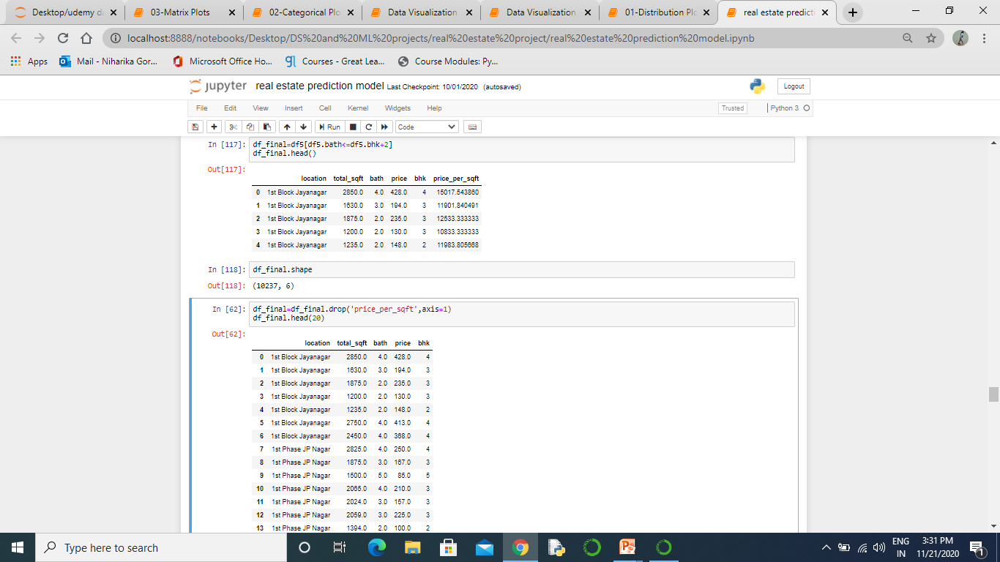 Desktop/udemy da
03-Matrix Plots
02-Categorical Plo
Data Visualization
Data Visualization
01-Distribution Plo
real estate predicti
localhost:8888/notebooks/Desktop/DS%20and%20ML%20projects/real%20estate%20project/real%20estate%20prediction%20model.ipynb
Apps
Mail - Niharika Gor...
Microsoft Office Ho...
Courses - Great Lea...
Course Modules: Py...
jupyter real estate prediction model Last Checkpoint: 10/01/2020 (autosaved)
Logout
File Edit View Insert Cell Kernel Widgets Help
Trusted
Python 3
Run
Code
In [117]: df_final=df5[df5.bath<=df5.bhk+2]
df_final.head()
Out[117]:
location total_sqft bath price bhk price_per_sqft
0 1st Block Jayanagar 2850.0 4.0 428.0 4 15017.543860
1 1st Block Jayanagar 1630.0 3.0 194.0 3 11901.840491
2 1st Block Jayanagar 1875.0 2.0 235.0 3 12533.333333
3 1st Block Jayanagar 1200.0 2.0 130.0 3 10833.333333
4 1st Block Jayanagar 1235.0 2.0 148.0 2 11983.805668
In [118]: df_final.shape
Out[118]: (10237, 6)
In [62]: df_final=df_final.drop('price_per_sqft',axis=1)
df_final.head(20)
Out[62]:
location total_sqft bath price bhk
0 1st Block Jayanagar 2850.0 4.0 428.0 4
1 1st Block Jayanagar 1630.0 3.0 194.0 3
2 1st Block Jayanagar 1875.0 2.0 235.0 3
3 1st Block Jayanagar 1200.0 2.0 130.0 3
4 1st Block Jayanagar 1235.0 2.0 148.0 2
5 1st Block Jayanagar 2750.0 4.0 413.0 4
6 1st Block Jayanagar 2450.0 4.0 368.0 4
7 1st Phase JP Nagar 2825.0 4.0 250.0 4
8 1st Phase JP Nagar 1875.0 3.0 167.0 3
9 1st Phase JP Nagar 1500.0 5.0 85.0 5
10 1st Phase JP Nagar 2065.0 4.0 210.0 3
11 1st Phase JP Nagar 2024.0 3.0 157.0 3
12 1st Phase JP Nagar 2059.0 3.0 225.0 3
13 1st Phase JP Nagar 1394.0 2.0 100.0 2
Type here to search
ENG
IN
3:31 PM
11/21/2020
1